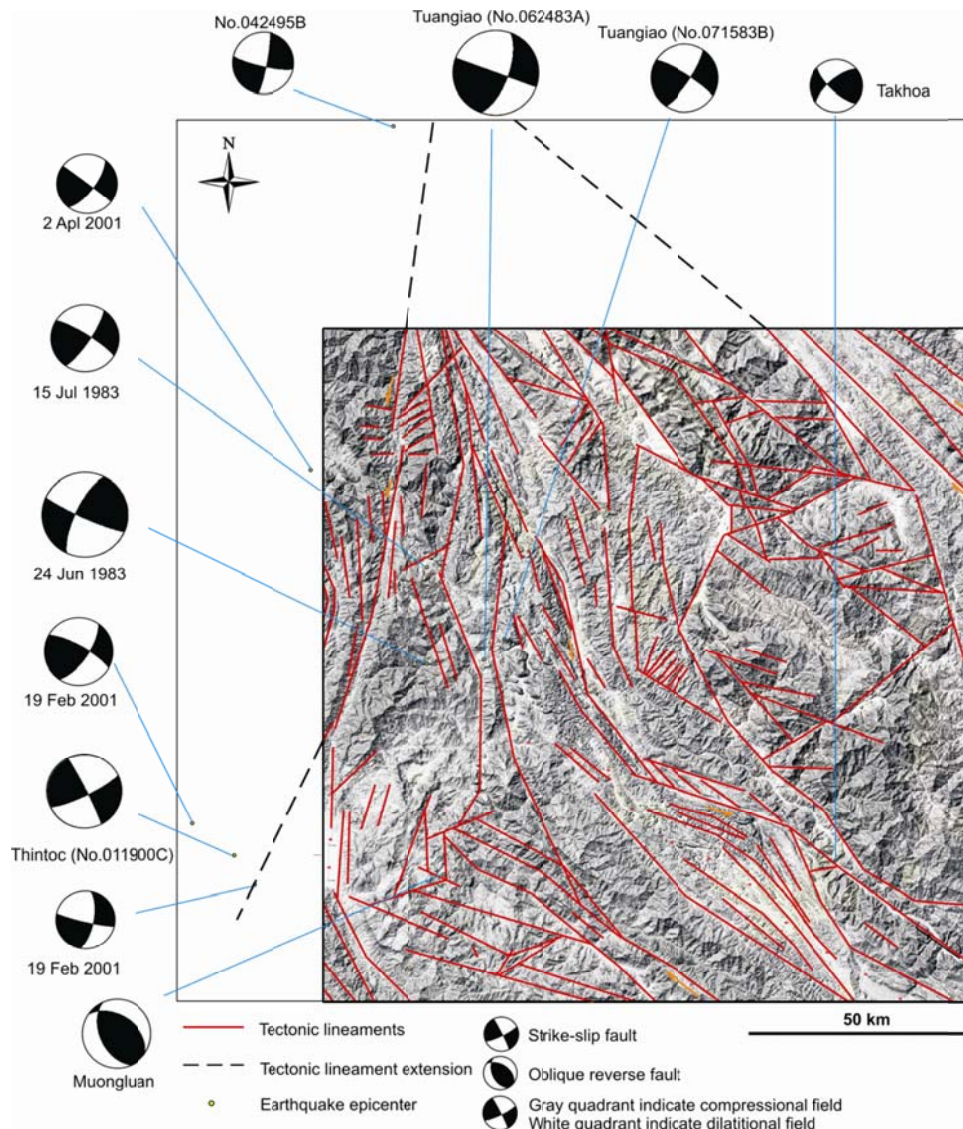 No.042495B
Tuangiao (No.062483A)
Tuangiao (No.071583B)
Takhoa
N
2 Apl 2001
15 Jul 1983
24 Jun 1983
19 Feb 2001
Thintoc (No.011900C)
19 Feb 2001
Muongluan
Tectonic lineaments
Tectonic lineament extension
Earthquake epicenter
Strike-slip fault
Oblique reverse fault
Gray quadrant indicate compressional field
White quadrant indicate dilatitional field
50 km